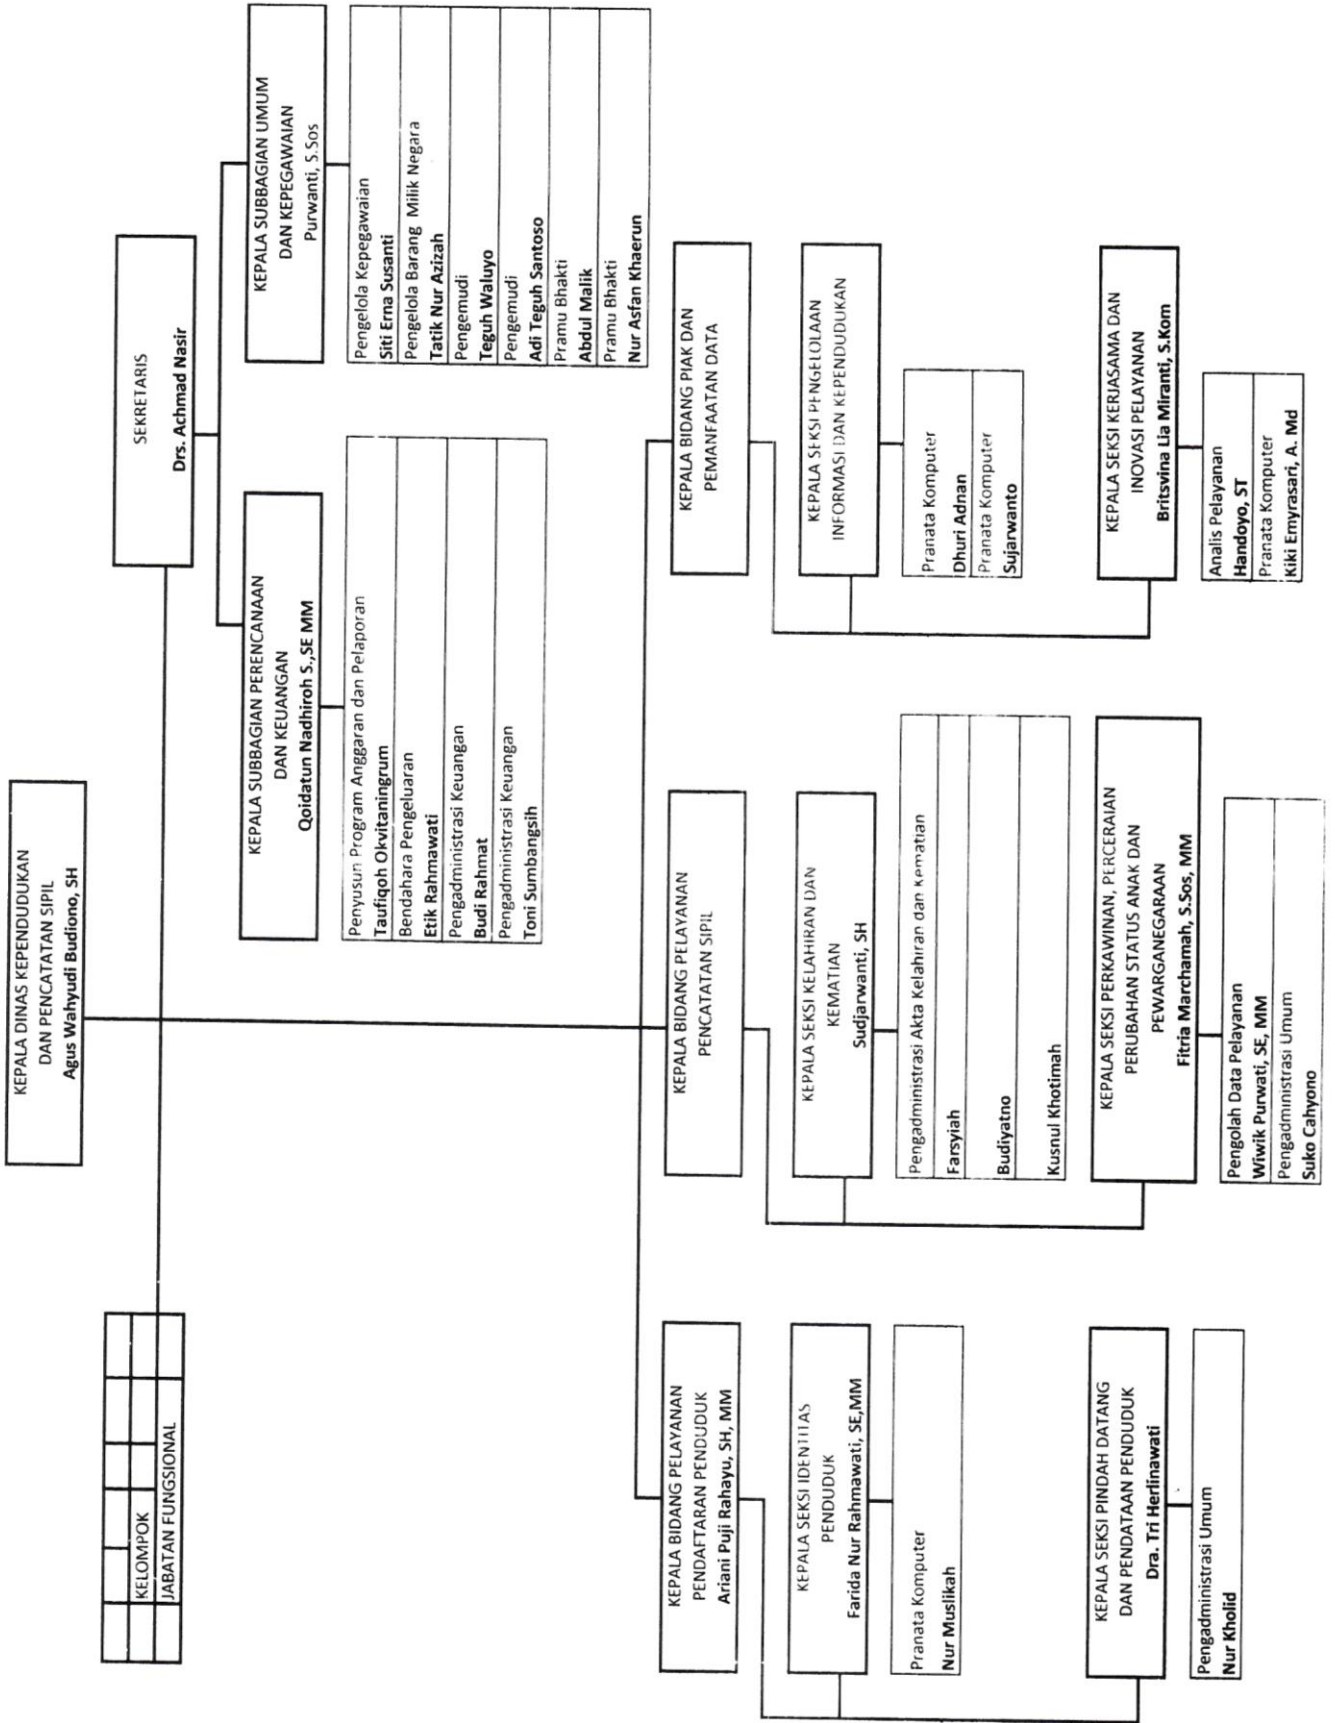 KEPALA DINAS KEPENDUDUKAN
DAN PENCATATAN SIPIL
Agus Wahyudi Budiono, SH
KELOMPOK
JABATAN FUNGSIONAL
SEKRETARIS
Drs. Achmad Nasir
KEPALA SUBBAGIAN PERENCANAAN
DAN KEUANGAN
Qoidatun Nadhiroh S.,SE MM
Penyusun Program Anggaran dan Pelaporan
Taufiqoh Okvitaningrum
Bendahara Pengeluaran
Etik Rahmawati
Pengadministrasi Keuangan
Budi Rahmat
Pengadministrasi Keuangan
Toni Sumbangsih
KEPALA SUBBAGIAN UMUM
DAN KEPEGAWAIAN
Purwanti, S.Sos
Pengelola Kepegawaian
Siti Erna Susanti
Pengelola Barang Milik Negara
Tatik Nur Azizah
Pengemudi
Teguh Waluyo
Pengemudi
Adi Teguh Santoso
Pramu Bhakti
Abdul Malik
Pramu Bhakti
Nur Asfan Khaerun
KEPALA BIDANG PELAYANAN
PENDAFTARAN PENDUDUK
Ariani Puji Rahayu, SH, MM
KEPALA SEKSI IDENTITAS
PENDUDUK
Farida Nur Rahmawati, SE,MM
Pranata Komputer
Nur Muslikah
KEPALA SEKSI PINDAH DATANG
DAN PENDATAAN PENDUDUK
Dra. Tri Herlinawati
Pengadministrasi Umum
Nur Kholid
KEPALA BIDANG PELAYANAN
PENCATATAN SIPIL
KEPALA SEKSI KELAHIRAN DAN
KEMATIAN
Sudjarwanti, SH
Pengadministrasi Akta Kelahiran dan Kematian
Farsyiah
Budiyatno
Kusnul Khotimah
KEPALA SEKSI PERKAWINAN, PERCERAIAN
PERUBAHAN STATUS ANAK DAN
PEWARGANEGARAAN
Fitria Marchamah, S.Sos, MM
Pengolah Data Pelayanan
Wiwik Purwati, SE, MM
Pengadministrasi Umum
Suko Cahyono
KEPALA BIDANG PIAK DAN
PEMANFAATAN DATA
KEPALA SEKSI PENGELOLAAN
INFORMASI DAN KEPENDUDUKAN
Pranata Komputer
Dhuri Adnan
Pranata Komputer
Sujarwanto
KEPALA SEKSI KERJASAMA DAN
INOVASI PELAYANAN
Britsvina Lia Miranti, S.Kom
Analis Pelayanan
Handoyo, ST
Pranata Komputer
Kiki Emyrasari, A. Md